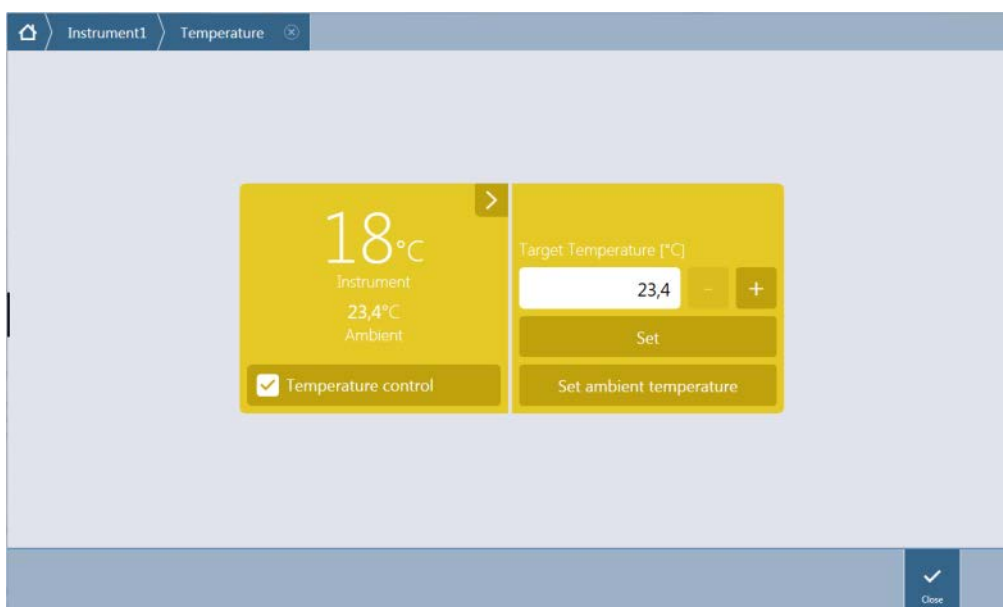 Instrument1 Temperature
18°C
Instrument
23,4°C
Ambient
Temperature control
Target Temperature [°C]
23,4 - +
Set
Set ambient temperature
Close